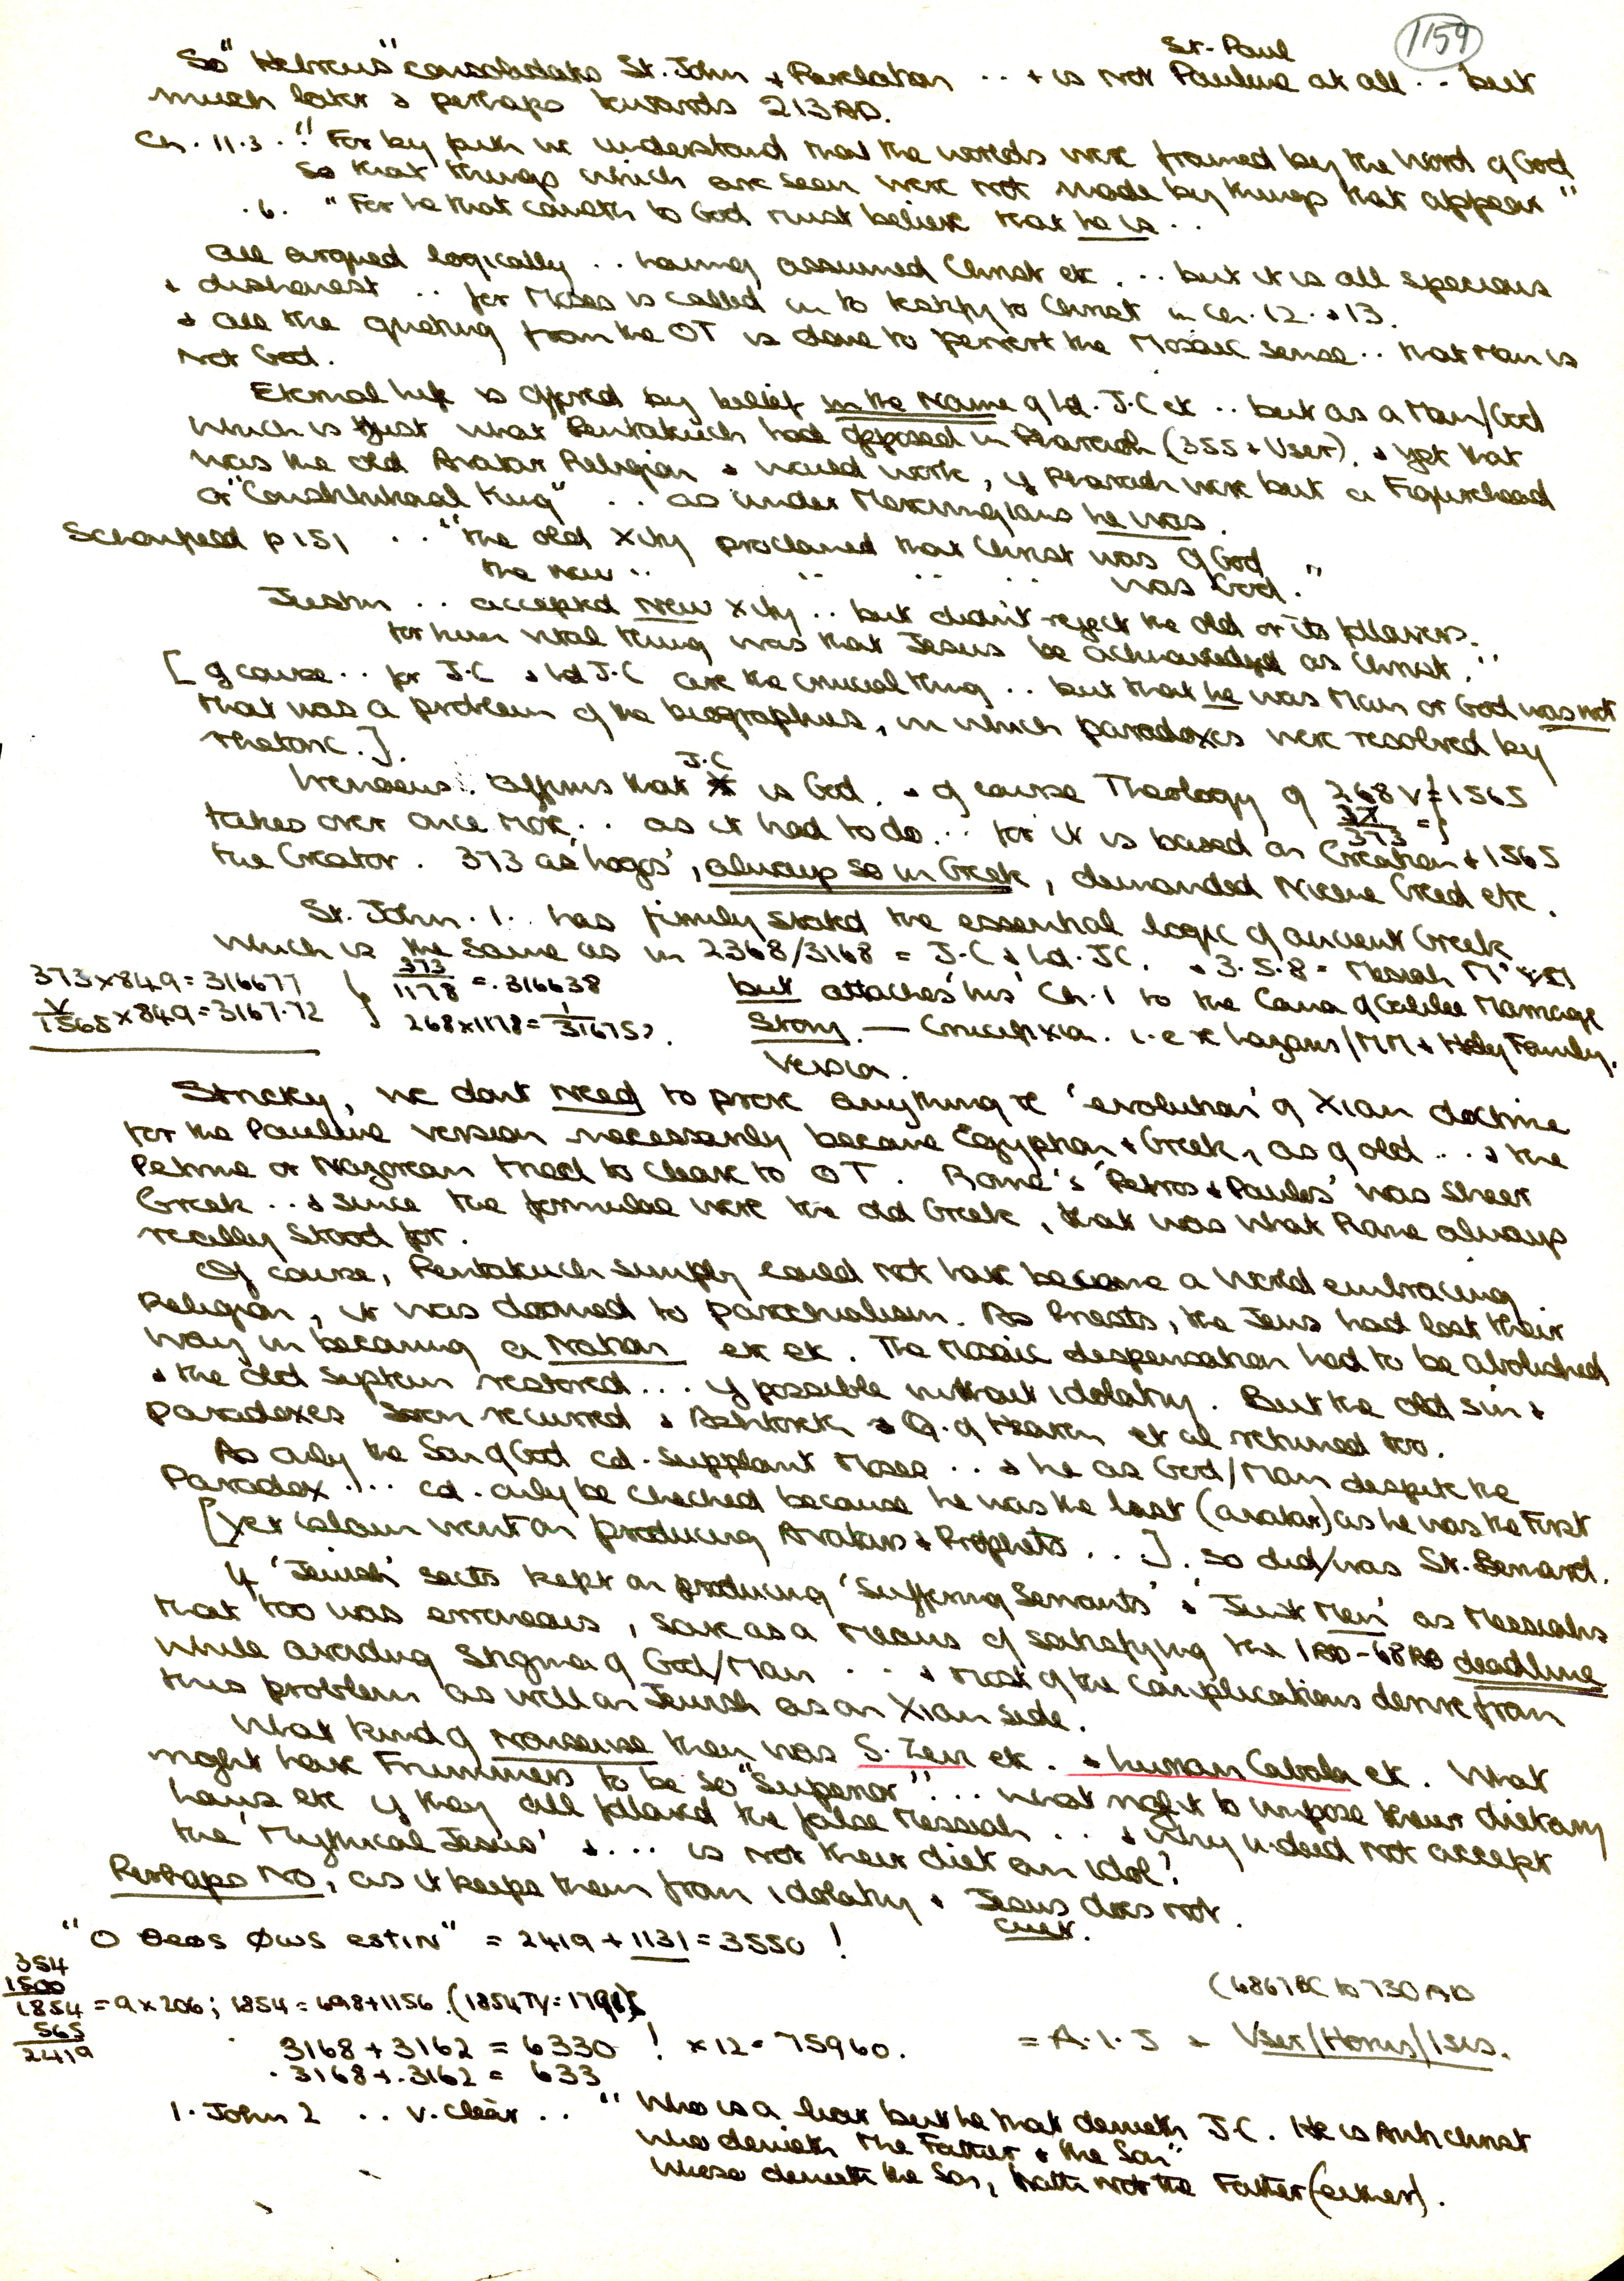 1159
St. Paul
So "Hebrews" consolidates St. John + Revelation .. + is not Pauline at all .. but
much later & perhaps towards 213 AD.
Ch. 11.3 .. "For by faith we understand that the worlds were framed by the Word of God
so that things which are seen were not made by things that appear"
.6. "For he that cometh to God must believe that he is ..
All argued logically .. having assumed Christ etc ... but it is all specious
& dishonest .. for Moses is called in to testify to Christ in Ch. 12. & 13.
& all the quoting from the OT is done to pervert the Mosaic sense .. that Man is
not God.
Eternal life is offered by belief in the Name of Ld. J.C etc .. but as a Man/God
which is just what Pentateuch had opposed in Pharaoh (355 + User). & yet that
was the old Avatar Religion & would work, if Pharaoh were but a Figurehead
or "Constitutional King" .. as under Merovingians he was.
Schonfield p 151 .. "the old Xity proclaimed that Christ was of God
the new .. .. .. .. was God."
Justin .. accepted New Xity .. but didn't reject the old or its followers.
for him vital thing was that Jesus be acknowledged as Christ."
[of course .. for J.C & Ld J.C are the crucial thing .. but that he was Man or God was not
that was a problem of the biographies, in which paradoxes were resolved by
rhetoric.].
J.C
Irenaeus: affirms that X is God. & of course Theology of 268 V = 1565
37 =
373
takes over once more .. as it had to do ... for it is based on Creation & 1565
the Creator. 373 as 'logos', always so in Greek, demanded Nicene Creed etc.
St. John. 1. has firmly stated the essential logic of ancient Greek
which is the same as in 2368/3168 = J.C & Ld. JC. & 3.5.8 = Messiah
373 x 849 = 316677 373/1178 = .316638 but attaches 'his' Ch. 1 to the Cana of Galilee Marriage
√1565 x 849 = 3167.72 268 x 1178 = 1/31675 Story — Crucifixion. i.e re Lazarus/MM & Holy Family.
Version.
Strictly, we dont need to prove anything re 'evolution' of Xian doctrine
for the Pauline version necessarily became Egyptian & Greek, as of old ... & the
Petrine or Nazorean tried to cleave to OT. Rome's 'Petros & Paulos' was sheer
Greek .. & since the formulae were the old Greek, that was what Rome always
really stood for.
Of course, Pentateuch simply could not have become a World embracing
Religion, it was doomed to parochialism. As Priests, the Jews had lost their
way in becoming a Nation etc etc. The Mosaic dispensation had to be abolished
& the old system restored ... if possible without idolatry. But the old sin &
paradoxes soon recurred & Ashtoreth & Q. of Heaven et al returned too.
As only the Son of God cd. supplant Moses .. & he as God/Man despite the
Paradox ... cd. only be checked because he was the last (avatar) as he was the First
[yet Islam went on producing Avatars & Prophets ..]. so did/was St. Bernard.
If 'Jewish' sects kept on producing 'Suffering Servants' & 'Just Men' as Messiahs
that too was erroneous, save as a means of satisfying the 1 AD - 68 AD deadline
while avoiding stigma of God/Man ... & most of the complications derive from
this problem as well on Jewish as on Xian side.
What kind of nonsense then was S. Zevi etc. & Lurian Cabala etc. What
right have Frummers to be so "Superior" ... what right to impose their dietary
laws etc if they all followed the false Messiah .. & why indeed not accept
the 'Mythical Jesus' & ... is not their diet an idol?
Perhaps No, as it keeps them from idolatry & Jesus does not.
"O Θeos Φws estiN" = 2419 + 1131 = 3550 !
354
1500
1854 = 9 x 206; 1854 = 698 + 1156. (1854 TY = 1791)
565
2419
(6867 BC to 730 AD
3168 + 3162 = 6330 ! x 12 = 75960. = A.I.J & User/Horus/Isis.
.3168 + .3162 = 633
1. John 2 .. v. clear .. "Who is a liar but he that denieth J.C. He is Antichrist
who denieth the Father & the Son"
Whoso denieth the Son, hath not the Father (either).